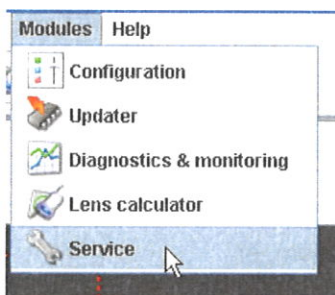 Modules Help
Configuration
Updater
Diagnostics & monitoring
Lens calculator
Service